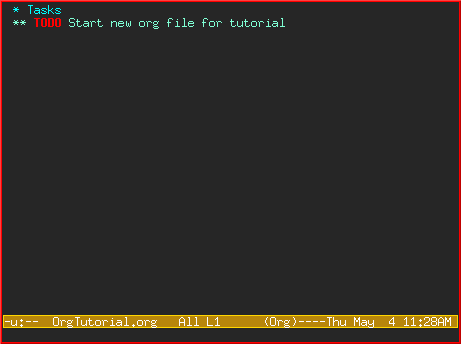 * Tasks
** TODO Start new org file for tutorial
-u:-- OrgTutorial.org All L1 (Org)----Thu May 4 11:28AM